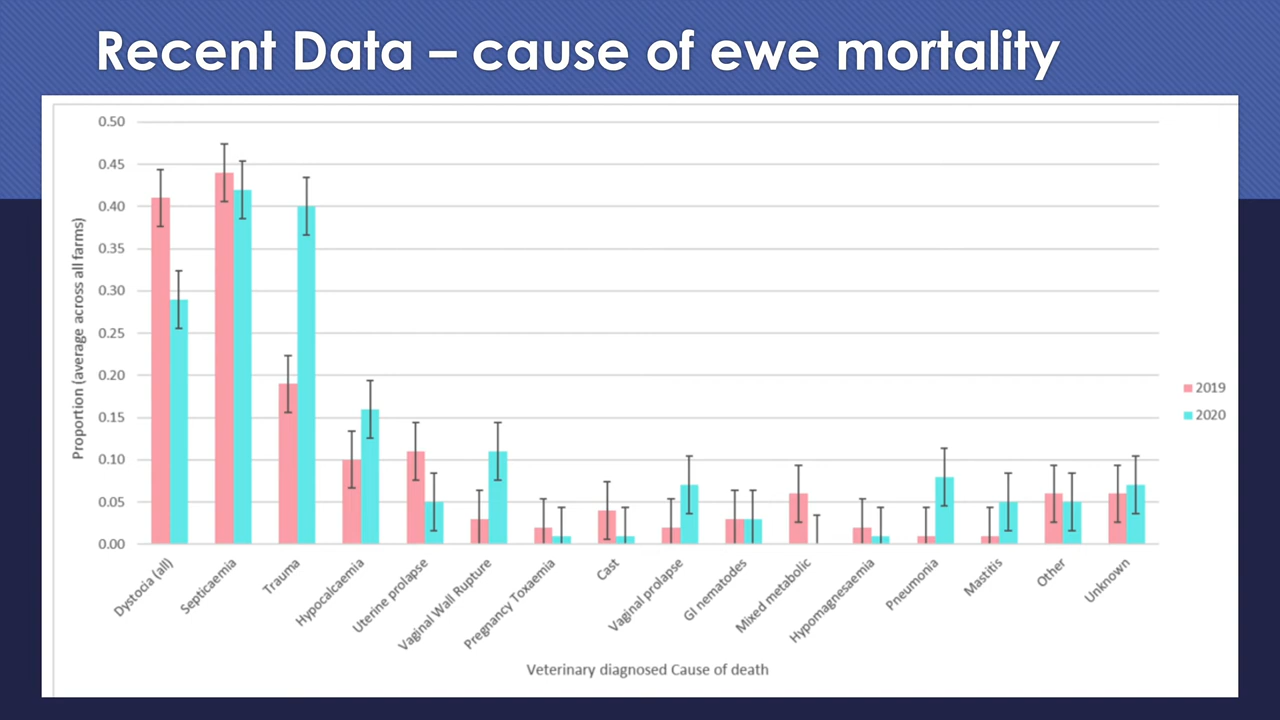 Recent Data – cause of ewe mortality
0.50
0.45
0.40
0.35
0.30
0.25
0.20
0.15
0.10
0.05
0.00
Proportion (average across all farms)
Dystocia (all)
Septicaemia
Trauma
Hypocalcaemia
Uterine prolapse
Vaginal Wall Rupture
Pregnancy Toxaemia
Cast
Vaginal prolapse
GI nematodes
Mixed metabolic
Hypomagnesaemia
Pneumonia
Mastitis
Other
Unknown
Veterinary diagnosed Cause of death
2019
2020